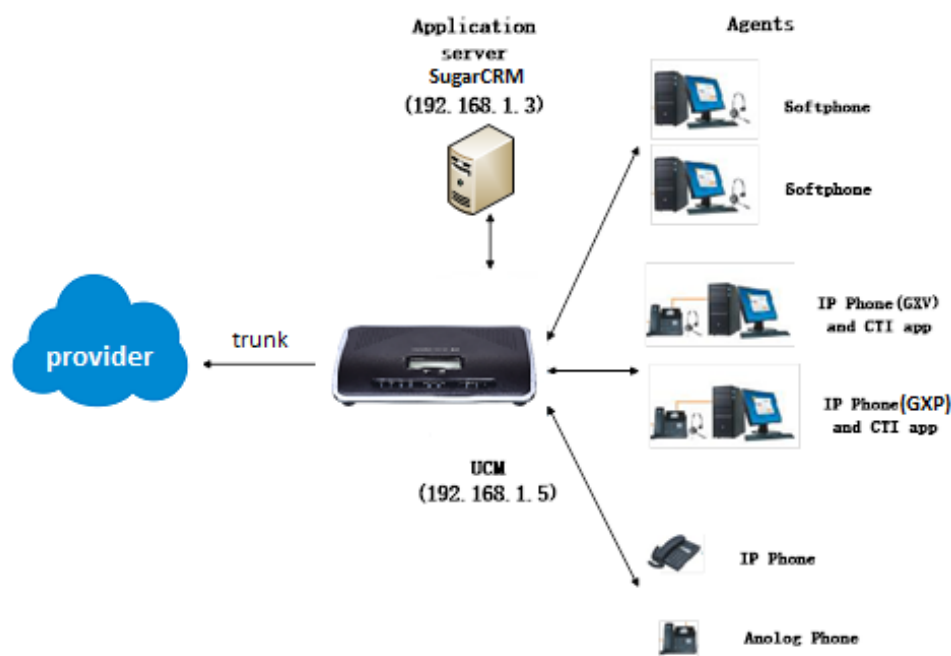 Application
server
SugarCRM
(192.168.1.3)
Agents
Softphone
Softphone
IP Phone(GXV)
and CTI app
provider
trunk
IP Phone(GXP)
and CTI app
UCM
(192.168.1.5)
IP Phone
Anolog Phone